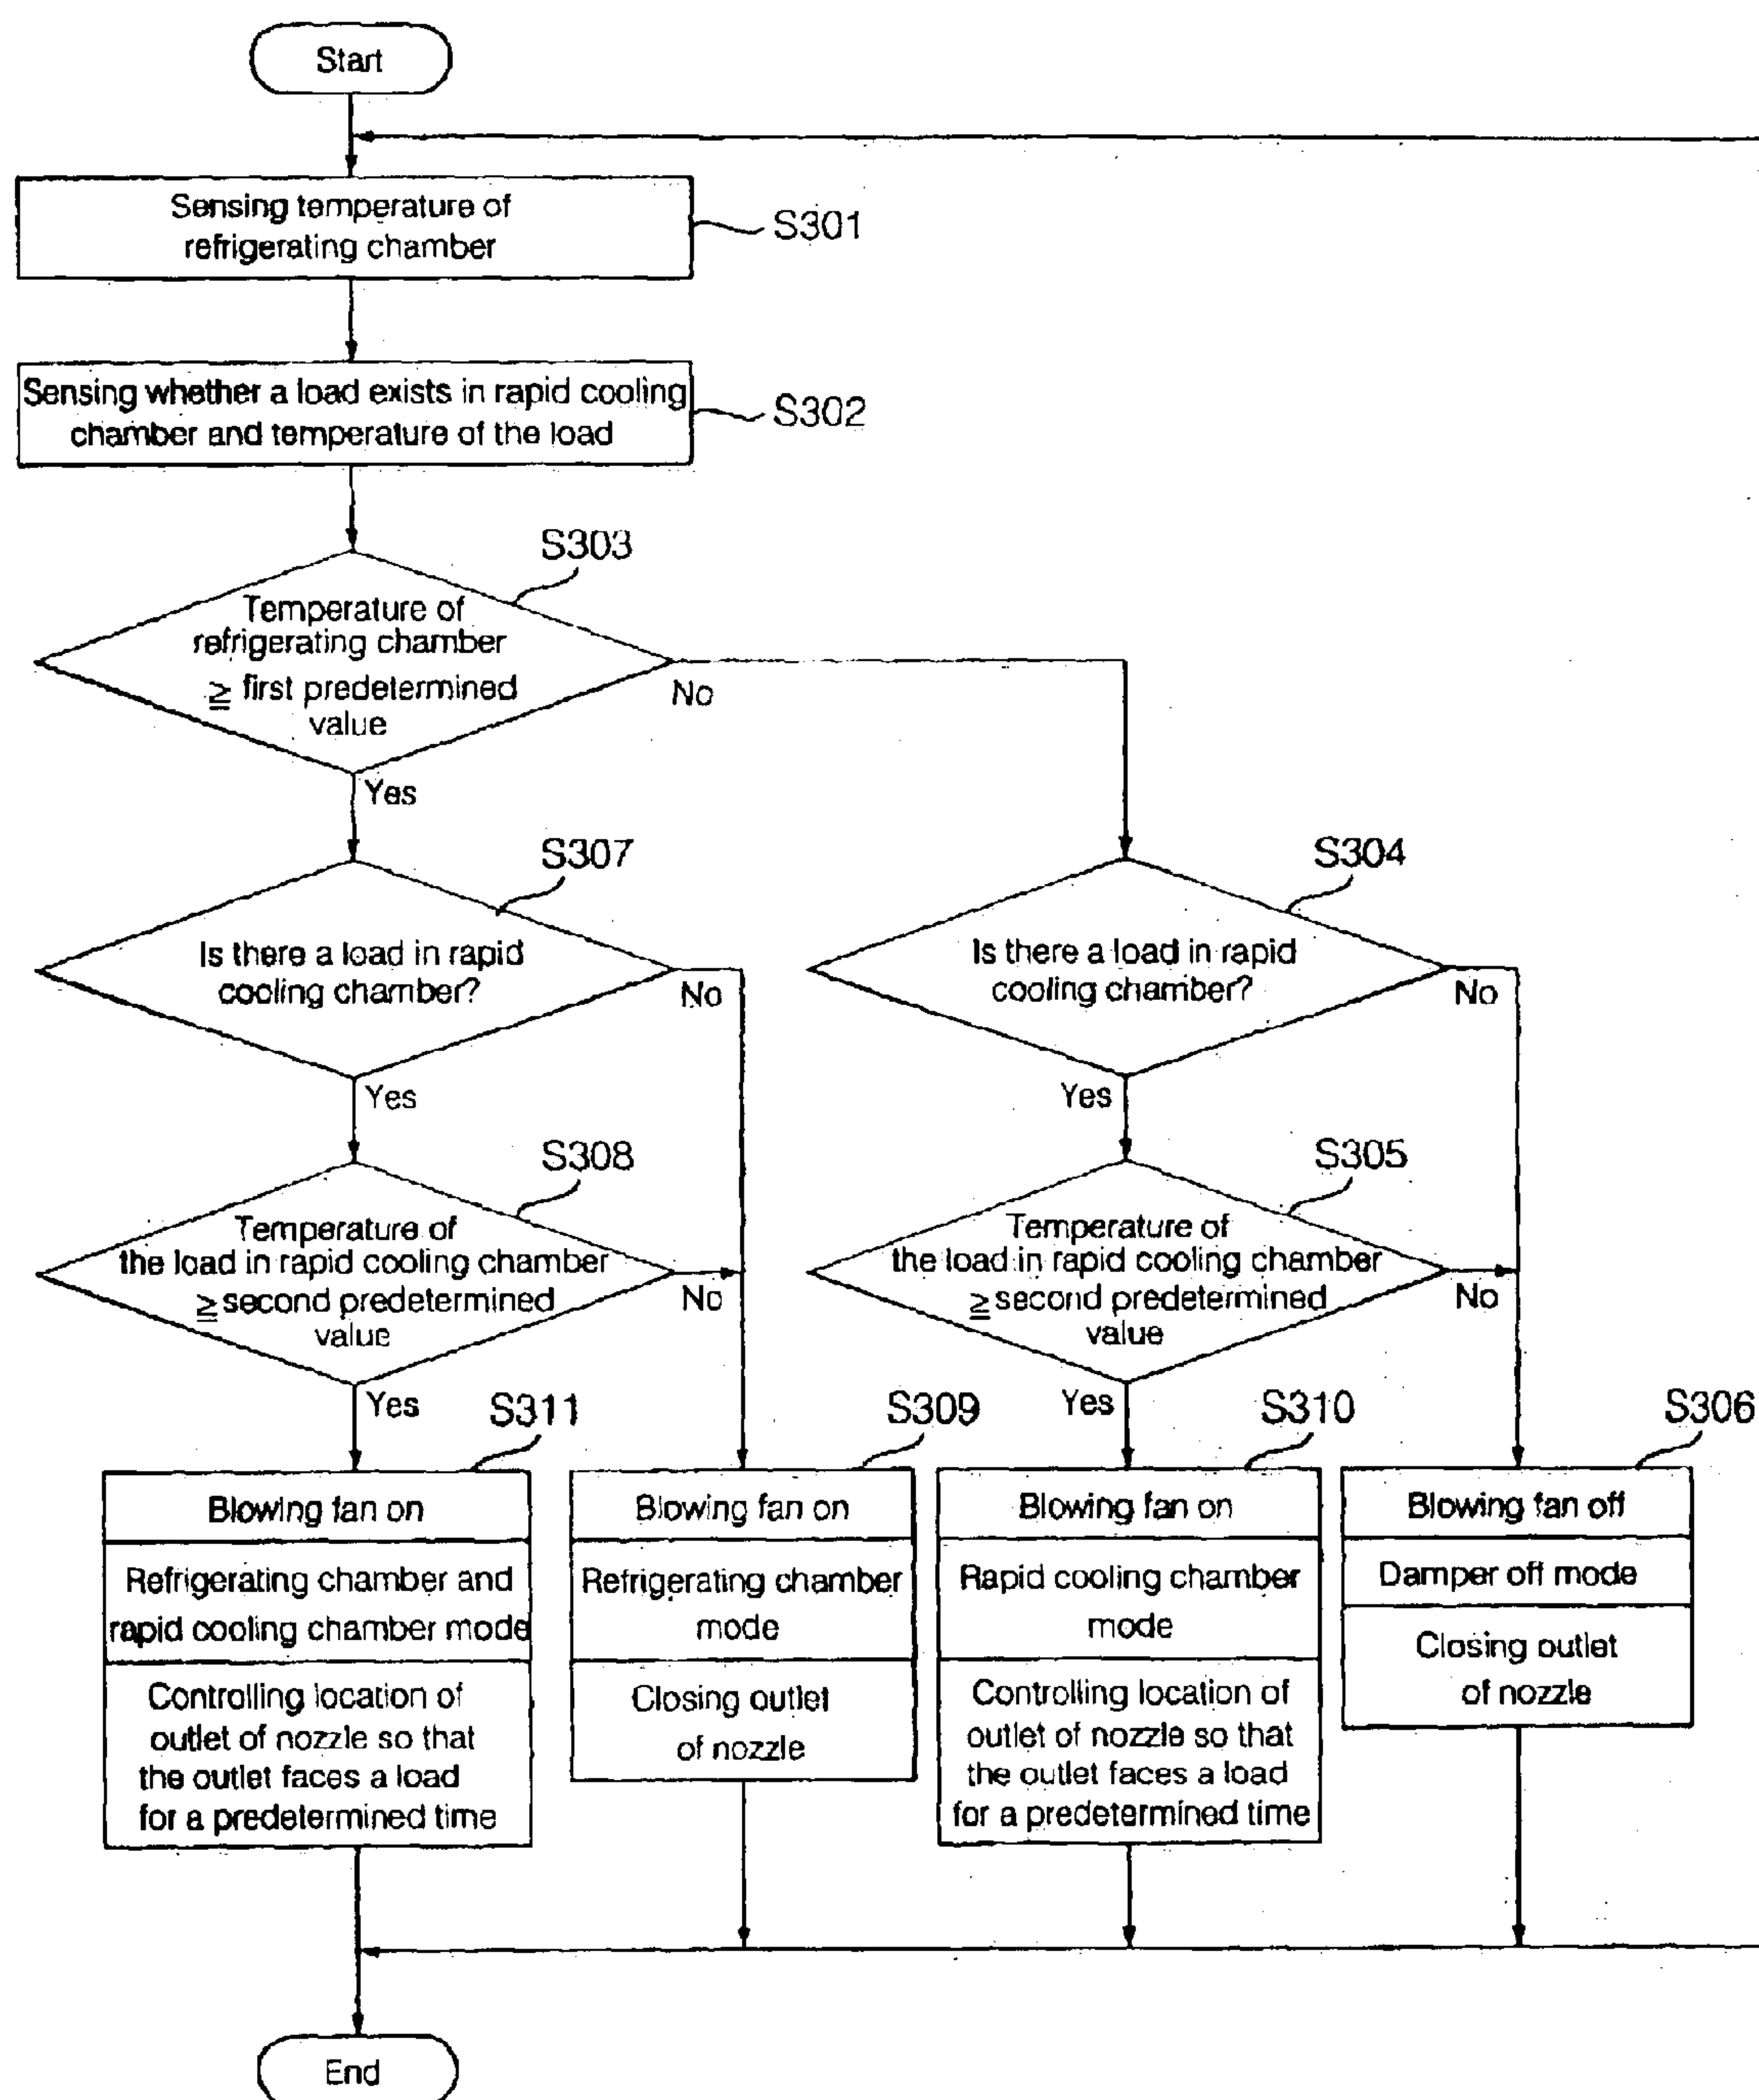 Start
Sensing temperature of
refrigerating chamber
S301
Sensing whether a load exists in rapid cooling
chamber and temperature of the load
S302
S303
Temperature of
refrigerating chamber
≧ first predetermined
value
No
Yes
S307
Is there a load in rapid
cooling chamber?
No
Yes
S304
Is there a load in rapid
cooling chamber?
No
Yes
S308
Temperature of
the load in rapid cooling chamber
≧ second predetermined
value
No
Yes
S305
Temperature of
the load in rapid cooling chamber
≧ second predetermined
value
No
Yes
S311
Blowing fan on
Refrigerating chamber and
rapid cooling chamber mode
Controlling location of
outlet of nozzle so that
the outlet faces a load
for a predetermined time
S309
Blowing fan on
Refrigerating chamber
mode
Closing outlet
of nozzle
S310
Blowing fan on
Rapid cooling chamber
mode
Controlling location of
outlet of nozzle so that
the outlet faces a load
for a predetermined time
S306
Blowing fan off
Damper off mode
Closing outlet
of nozzle
End